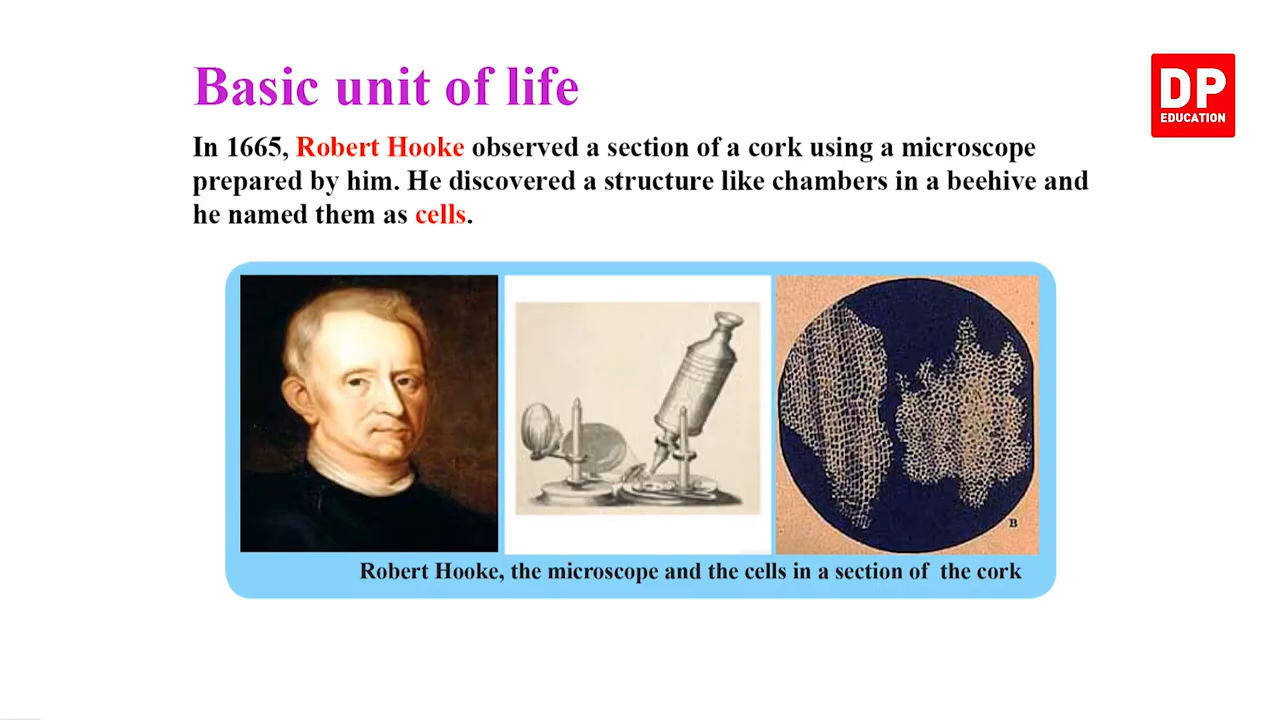 Basic unit of life
DP
EDUCATION
In 1665, Robert Hooke observed a section of a cork using a microscope
prepared by him. He discovered a structure like chambers in a beehive and
he named them as cells.
B
Robert Hooke, the microscope and the cells in a section of the cork